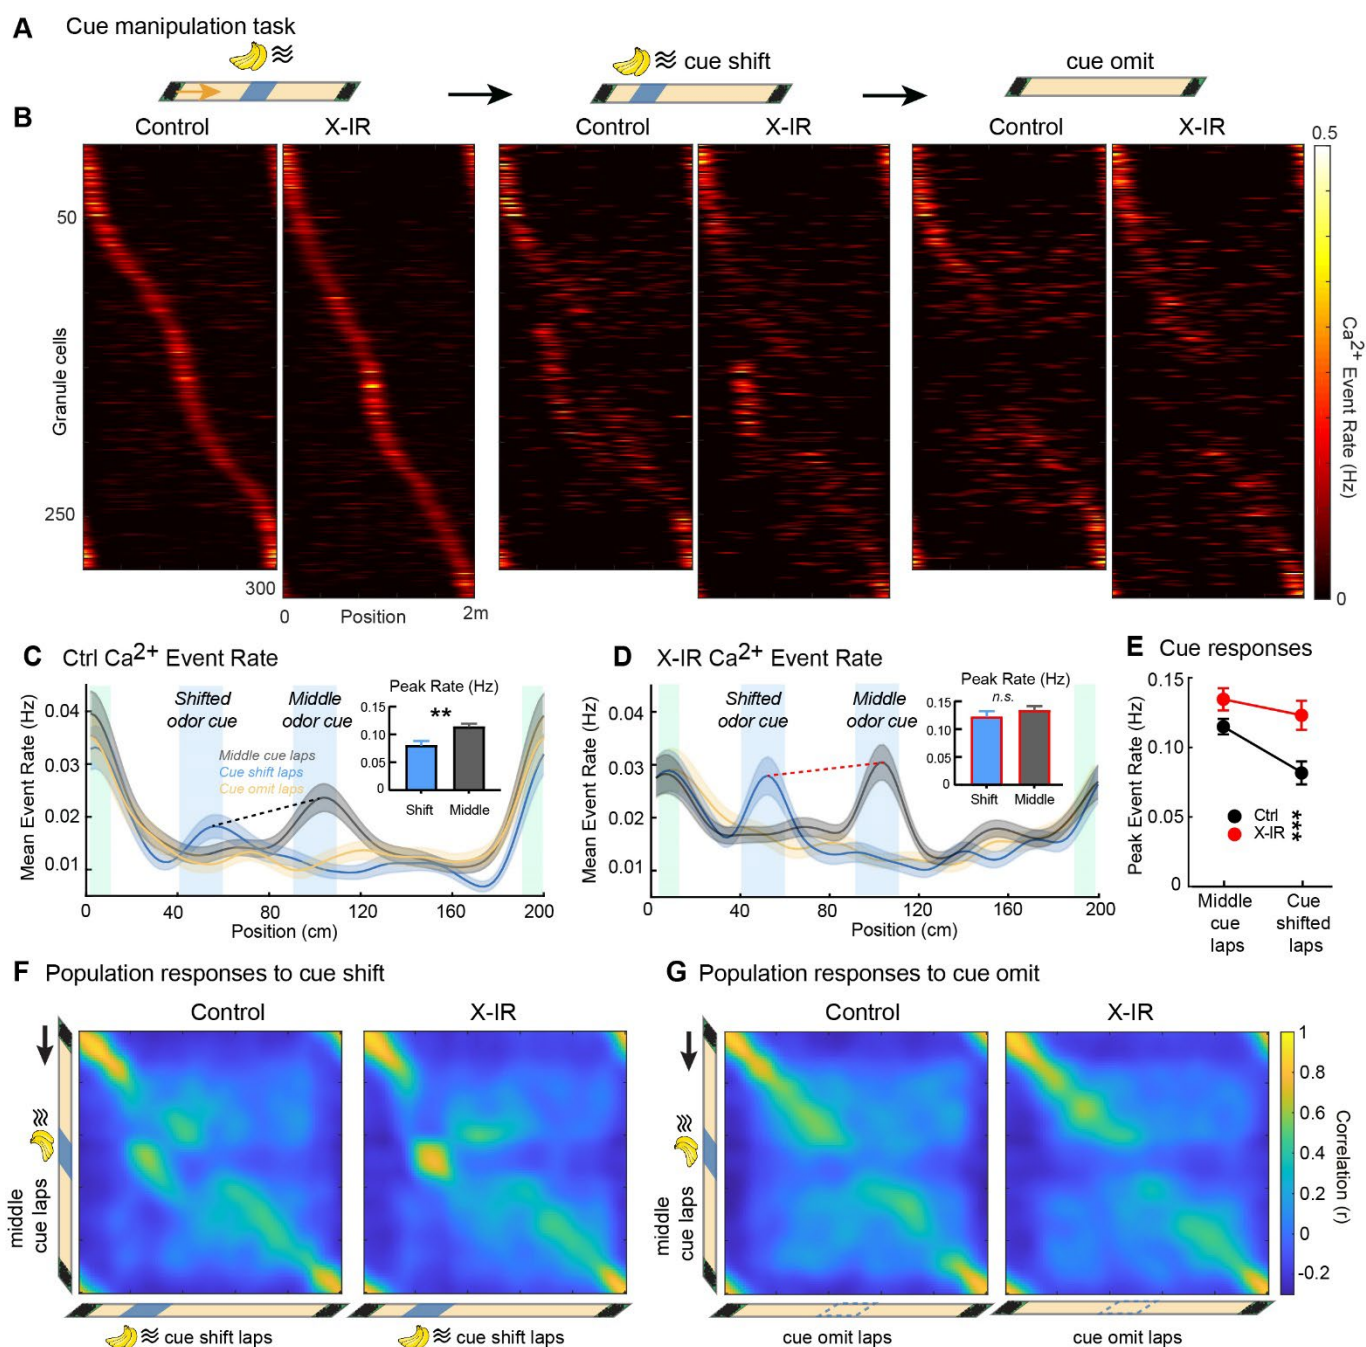 A Cue manipulation task
cue shift
cue omit
B
Control X-IR Control X-IR Control X-IR
0.5
50
250
Granule cells
300
0 Position 2m
Ca2+ Event Rate (Hz)
0
C Ctrl Ca2+ Event Rate
Mean Event Rate (Hz)
0.04
0.03
0.02
0.01
Shifted
odor cue
Middle
odor cue
Middle cue laps
Cue shift laps
Cue omit laps
Peak Rate (Hz)
**
0.15
0.10
0.05
0
Shift Middle
0 40 80 120 160 200
Position (cm)
D X-IR Ca2+ Event Rate
Mean Event Rate (Hz)
0.04
0.03
0.02
0.01
Shifted
odor cue
Middle
odor cue
Peak Rate (Hz)
n.s.
0.15
0.10
0.05
0
Shift Middle
0 40 80 120 160 200
Position (cm)
E Cue responses
Peak Event Rate (Hz)
0.15
0.10
0.05
0
Ctrl
X-IR
***
Middle
cue
laps
Cue
shifted
laps
F Population responses to cue shift
Control X-IR
middle
cue laps
cue shift laps
cue shift laps
G Population responses to cue omit
Control X-IR
middle
cue laps
cue omit laps
cue omit laps
1
0.8
0.6
0.4
0.2
0
-0.2
Correlation (r)